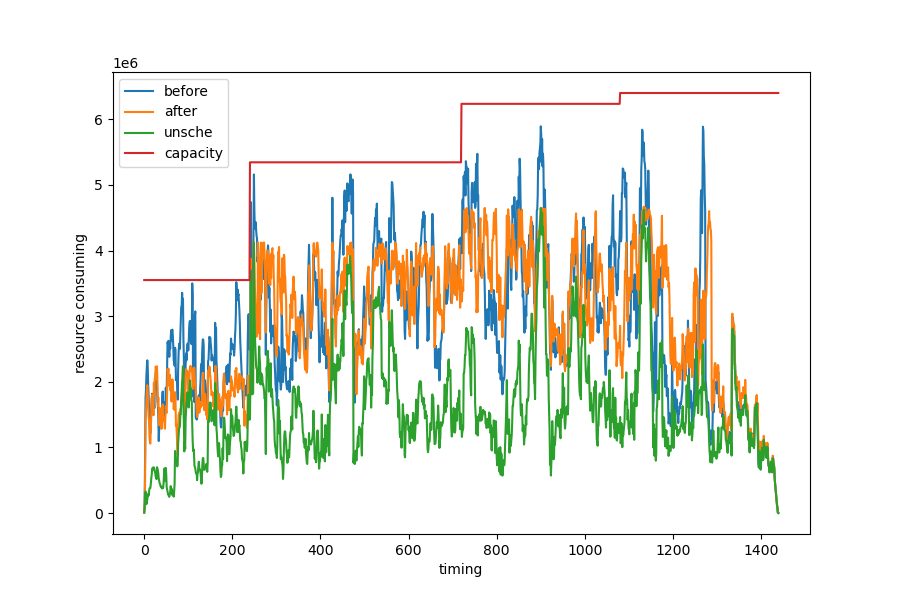 1e6
before
after
unsche
capacity
6
5
4
3
2
1
0
resource consuming
0 200 400 600 800 1000 1200 1400
timing